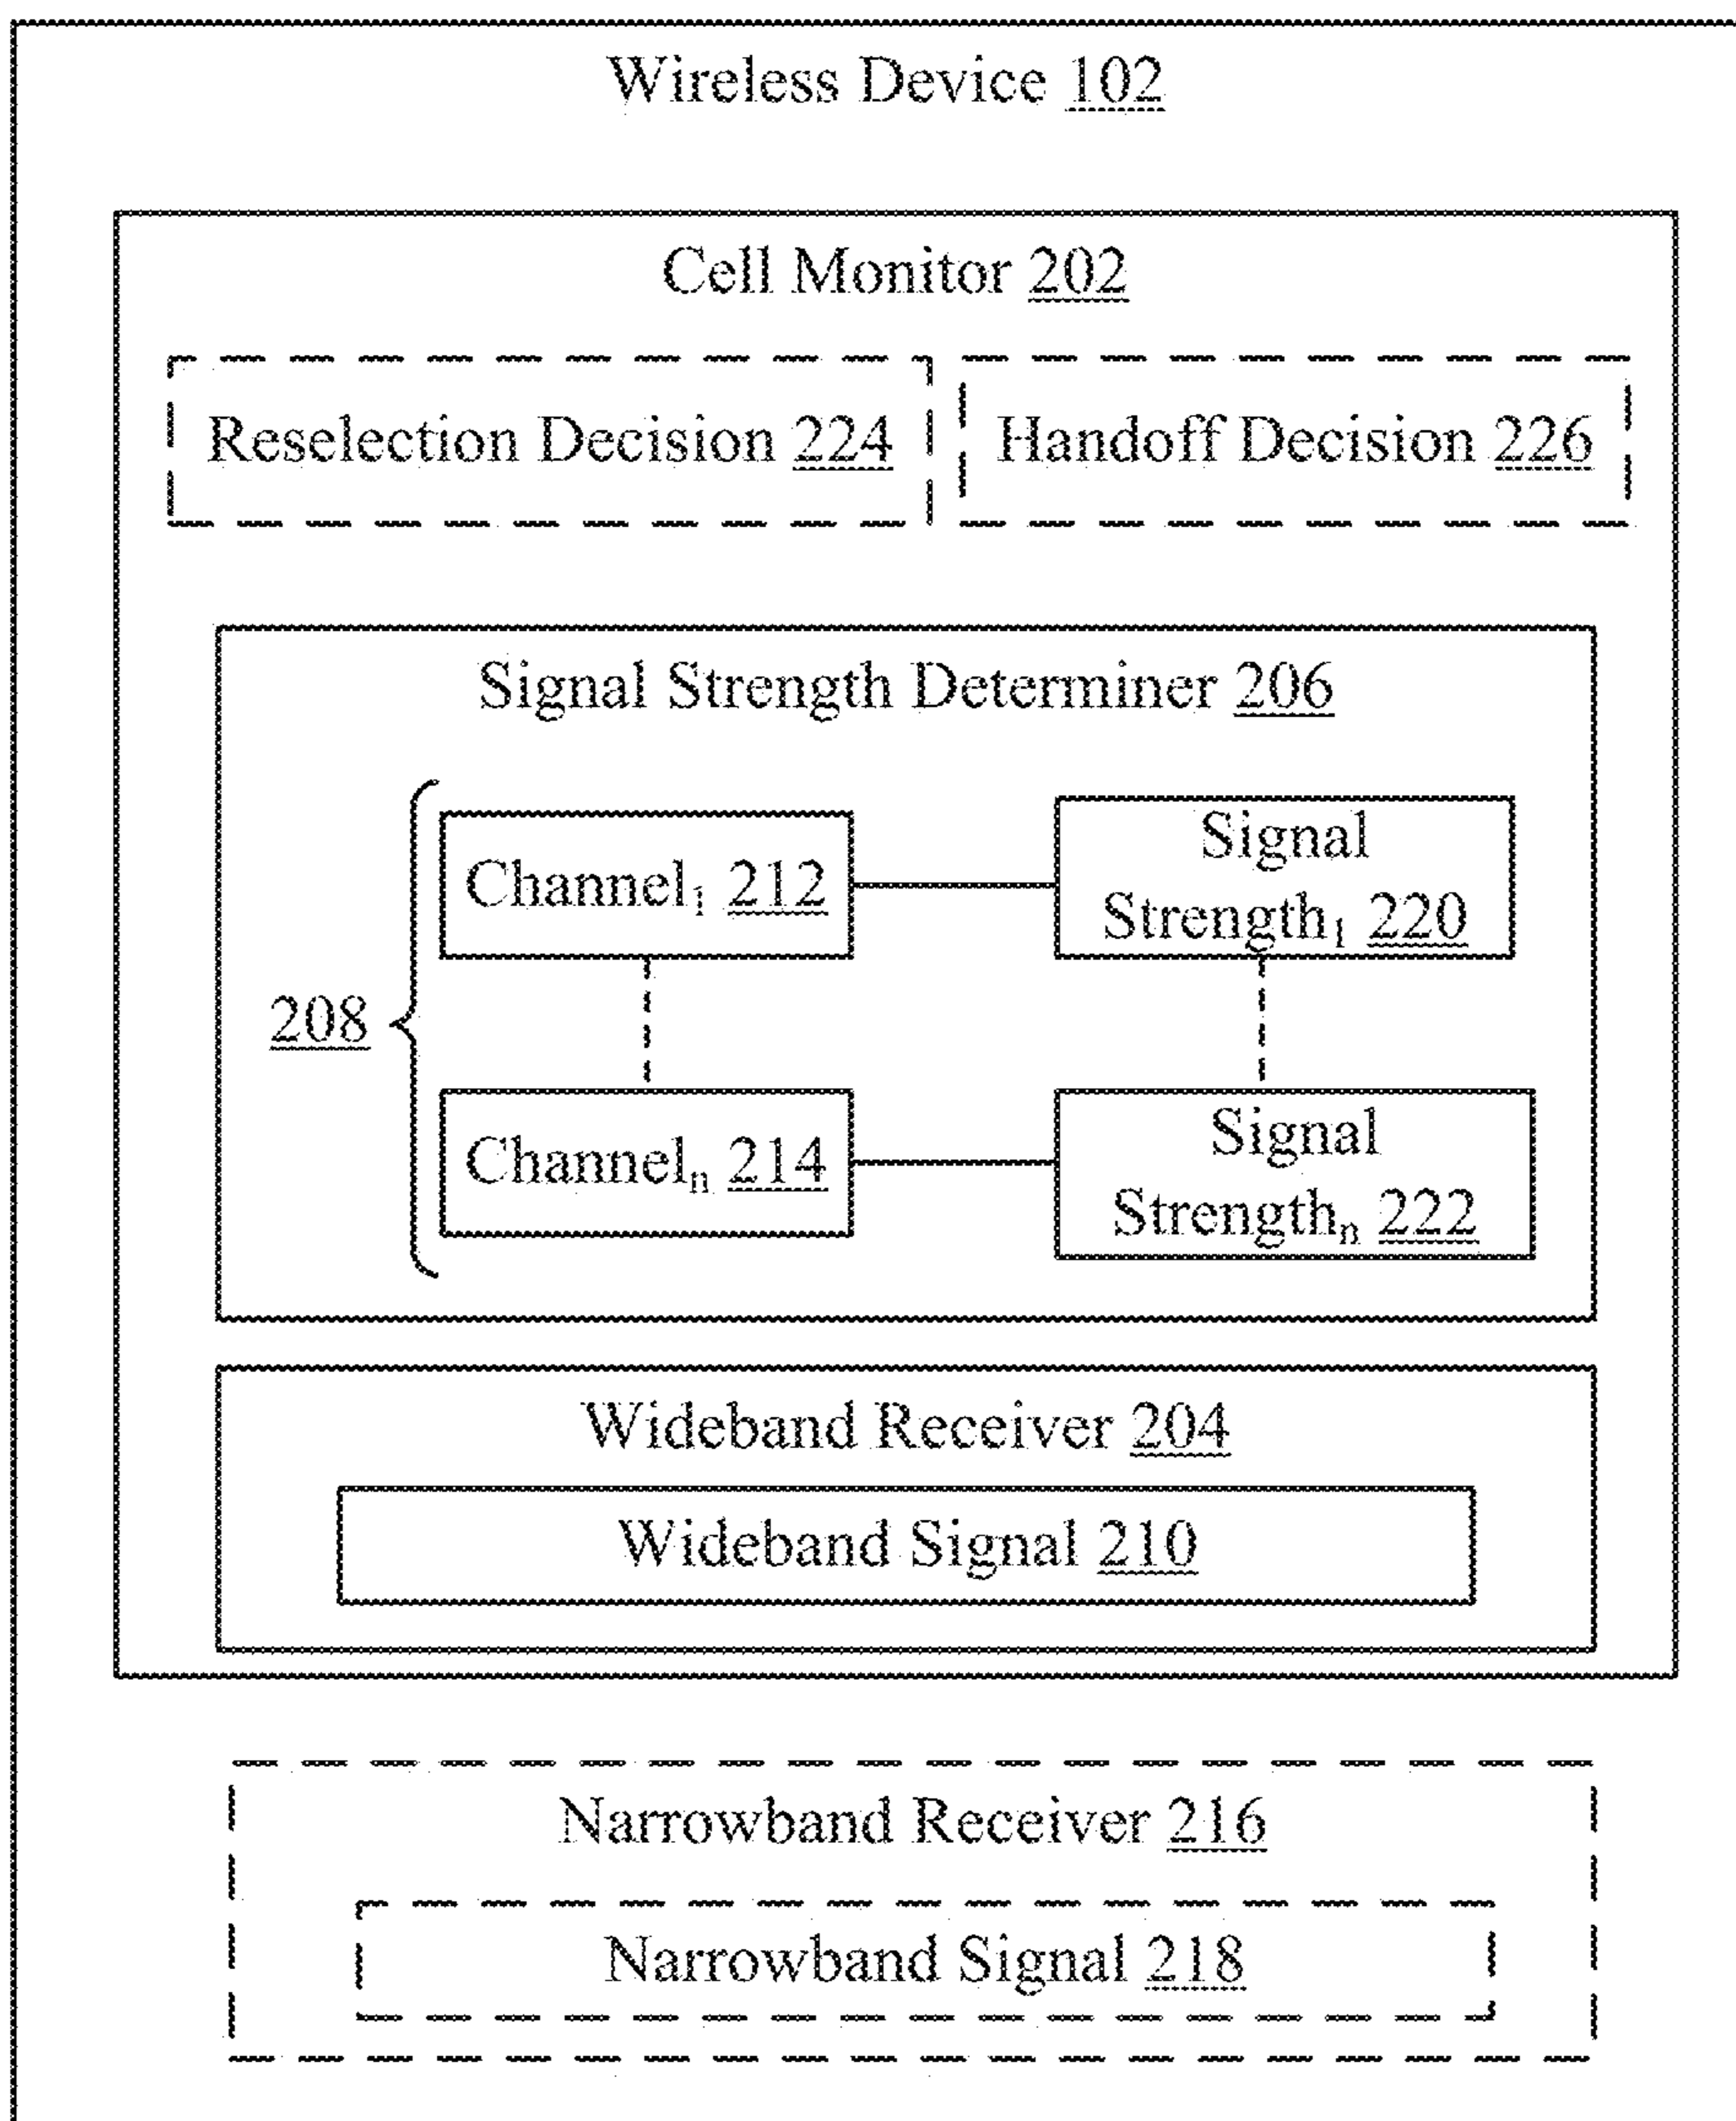 Wireless Device 102
Cell Monitor 202
Reselection Decision 224
Handoff Decision 226
Signal Strength Determiner 206
208
Channel₁ 212
Signal
Strength₁ 220
Channelₙ 214
Signal
Strengthₙ 222
Wideband Receiver 204
Wideband Signal 210
Narrowband Receiver 216
Narrowband Signal 218